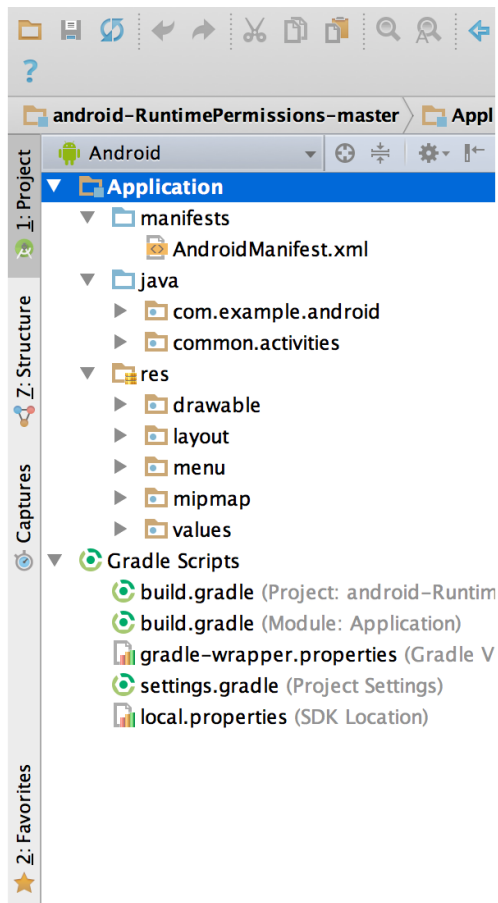 ?
android-RuntimePermissions-master
Appl
Android
1: Project
Application
manifests
AndroidManifest.xml
java
com.example.android
common.activities
Z: Structure
res
drawable
layout
menu
mipmap
values
Captures
Gradle Scripts
build.gradle (Project: android-Runtim
build.gradle (Module: Application)
gradle-wrapper.properties (Gradle V
settings.gradle (Project Settings)
local.properties (SDK Location)
2: Favorites